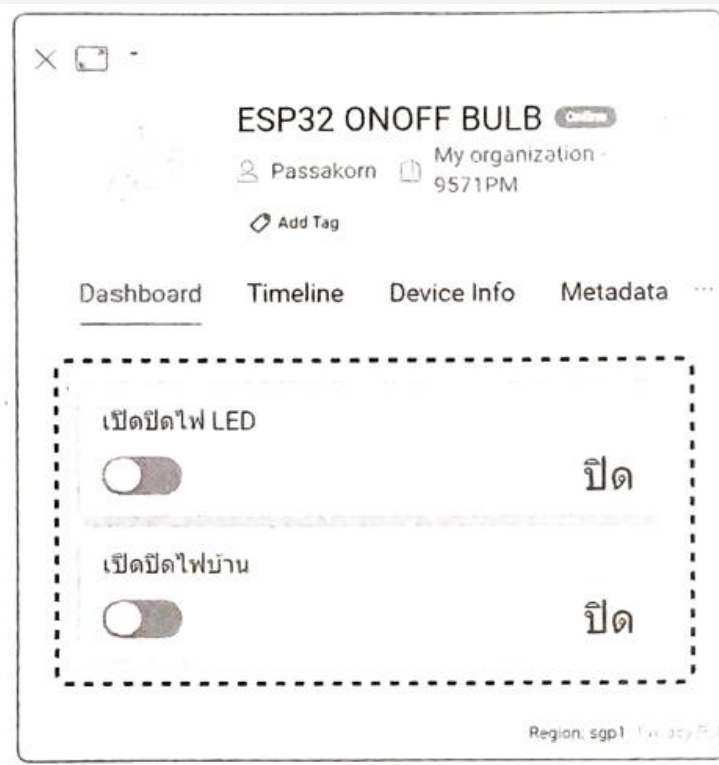 ESP32 ONOFF BULB
Passakorn
My organization -
9571PM
Add Tag
Dashboard Timeline Device Info Metadata ...
เปิดปิดไฟ LED
ปิด
เปิดปิดไฟบ้าน
ปิด
Region: sgp1